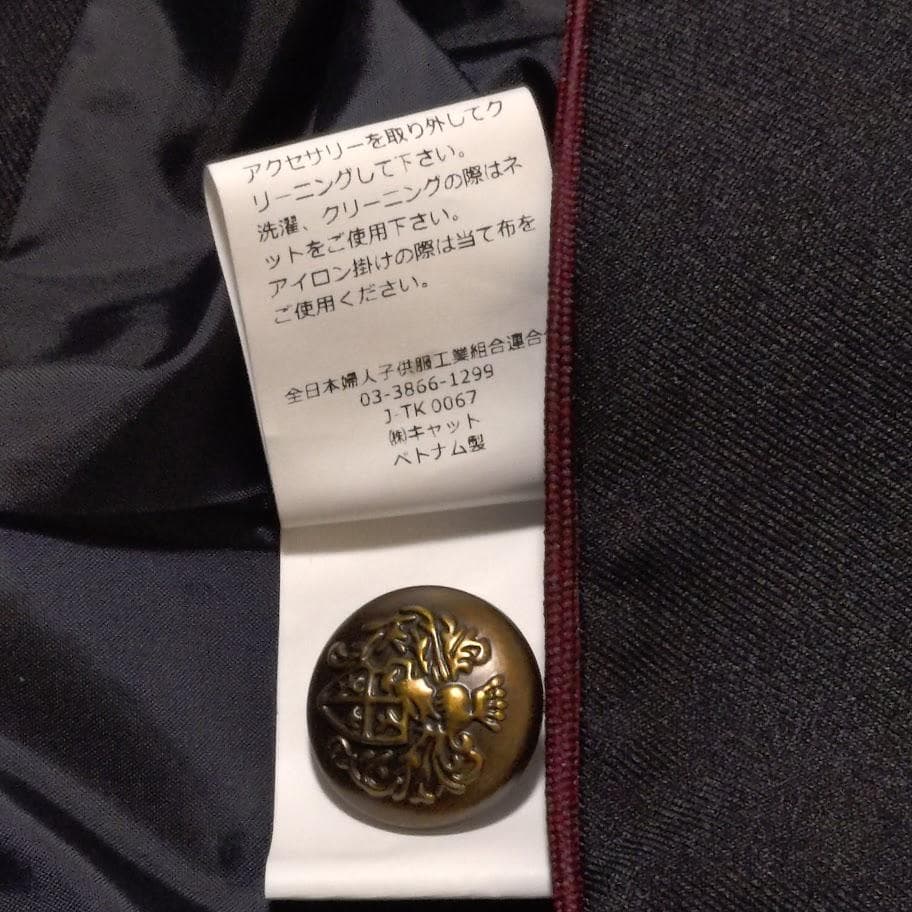 アクセサリーを取り外してク
リーニングして下さい。
洗濯、クリーニングの際はネ
ットをご使用下さい。
アイロン掛けの際は当て布を
ご使用ください。
全日本婦人子供服工業組合連合
03-3866-1299
J-TK 0067
㈱キャット
ベトナム製